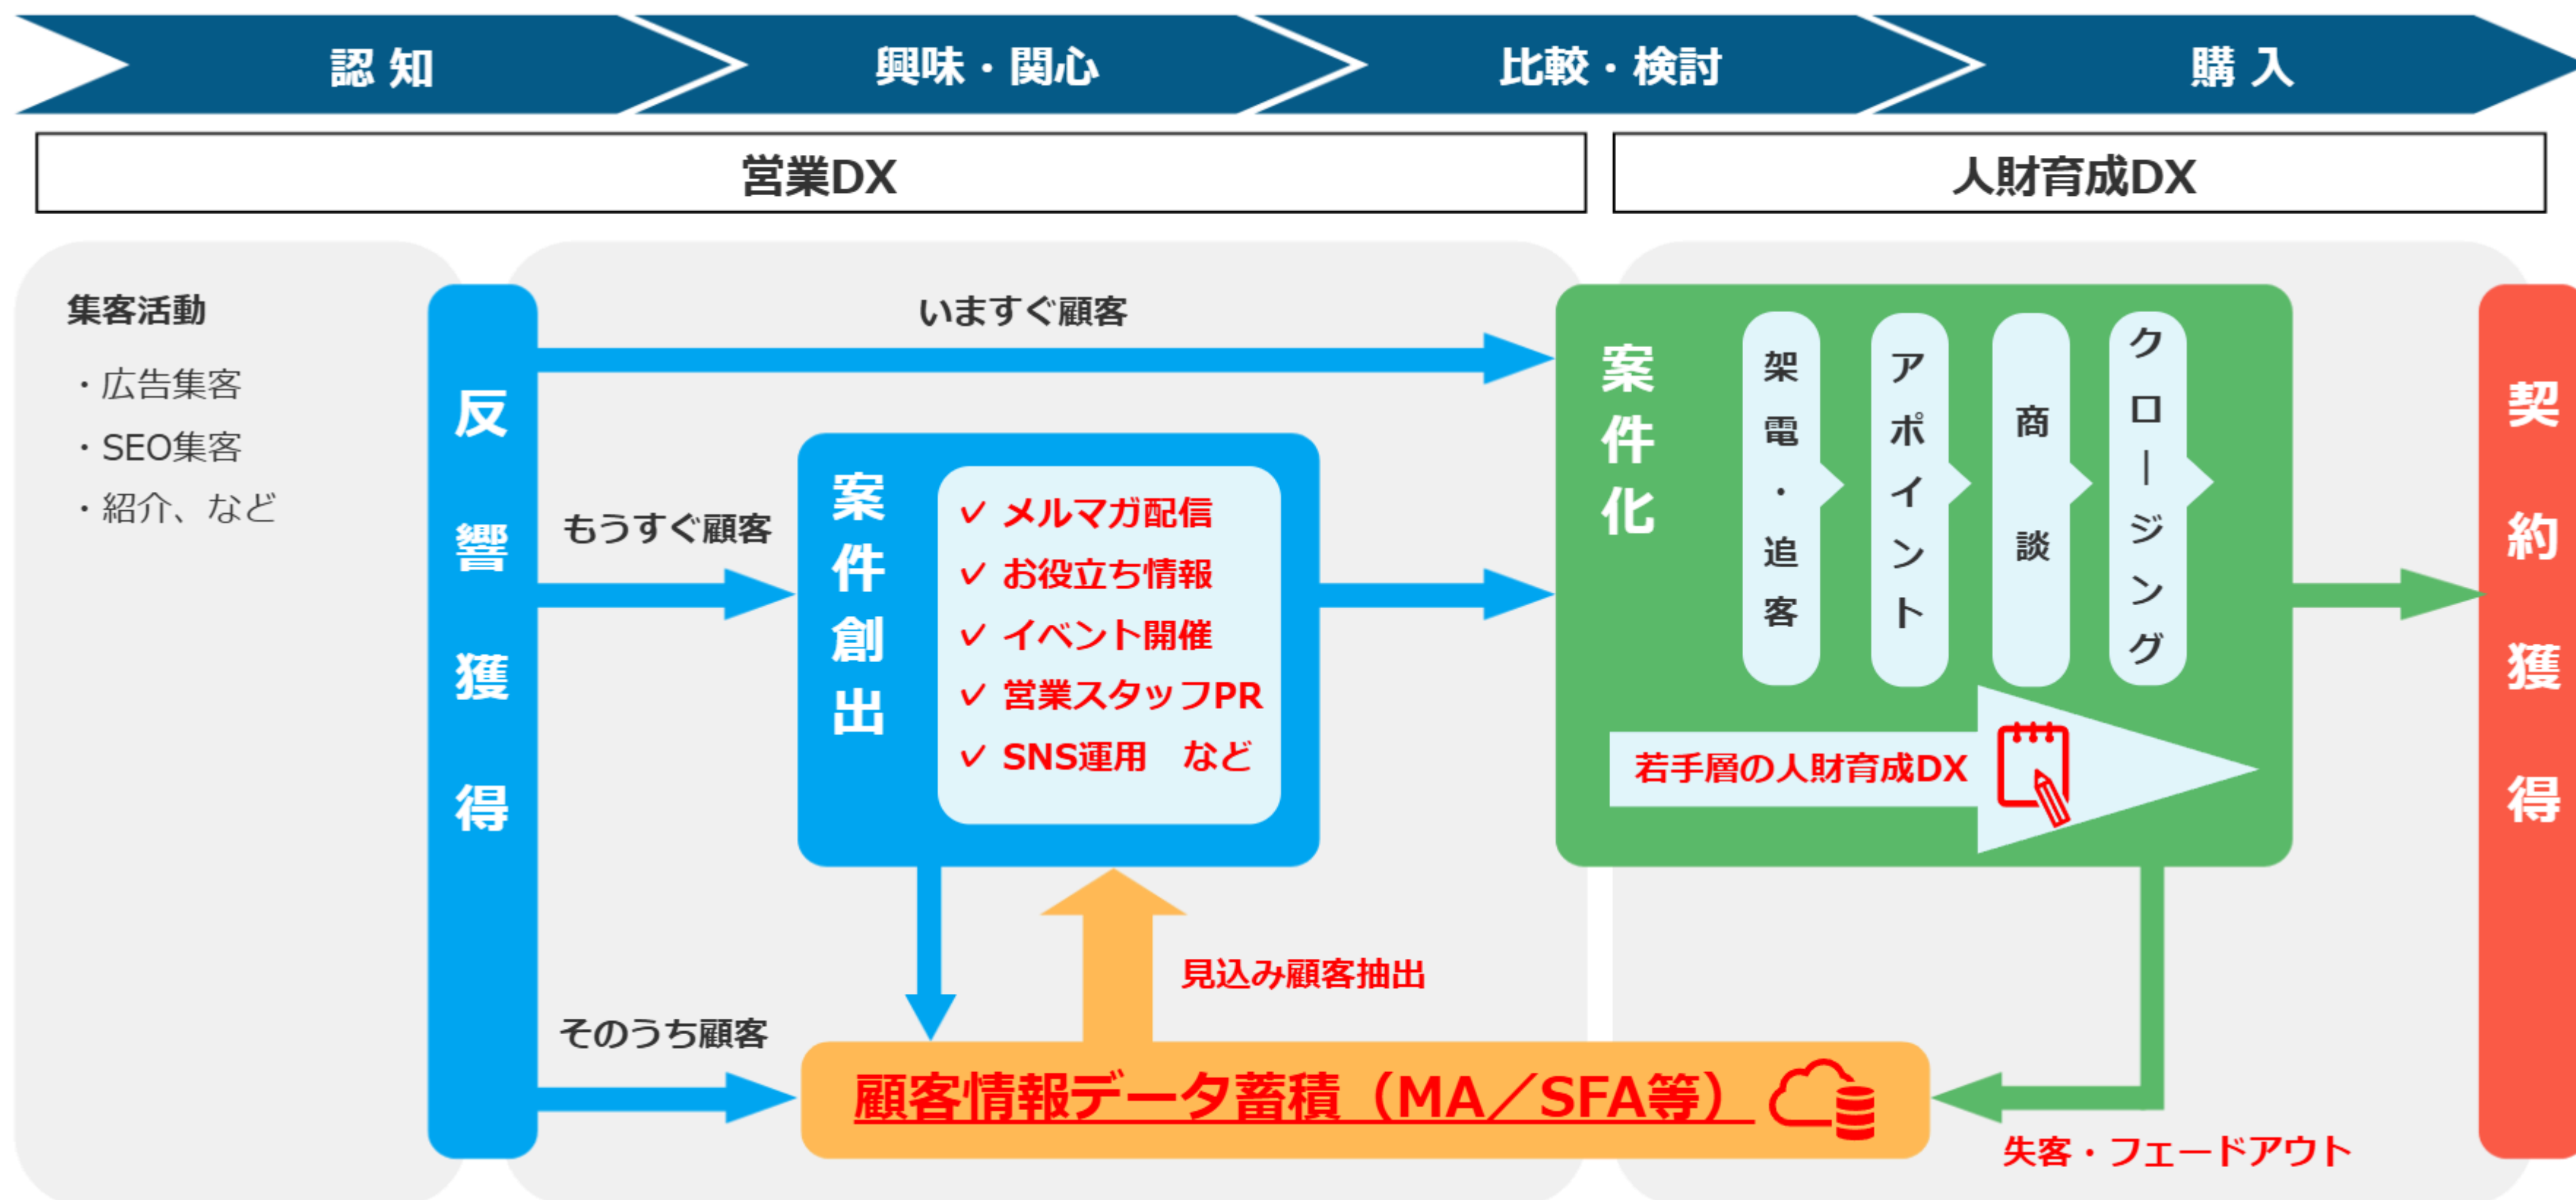 認 知
興味・関心
比較・検討
購 入
営業DX
人財育成DX
集客活動
・広告集客
・SEO集客
・紹介、など
反響獲得
いますぐ顧客
もうすぐ顧客
そのうち顧客
案件創出
✓ メルマガ配信
✓ お役立ち情報
✓ イベント開催
✓ 営業スタッフPR
✓ SNS運用　など
見込み顧客抽出
顧客情報データ蓄積（MA／SFA等）
案件化
架電・追客
アポイント
商談
クロージング
若手層の人財育成DX
失客・フェードアウト
契約獲得